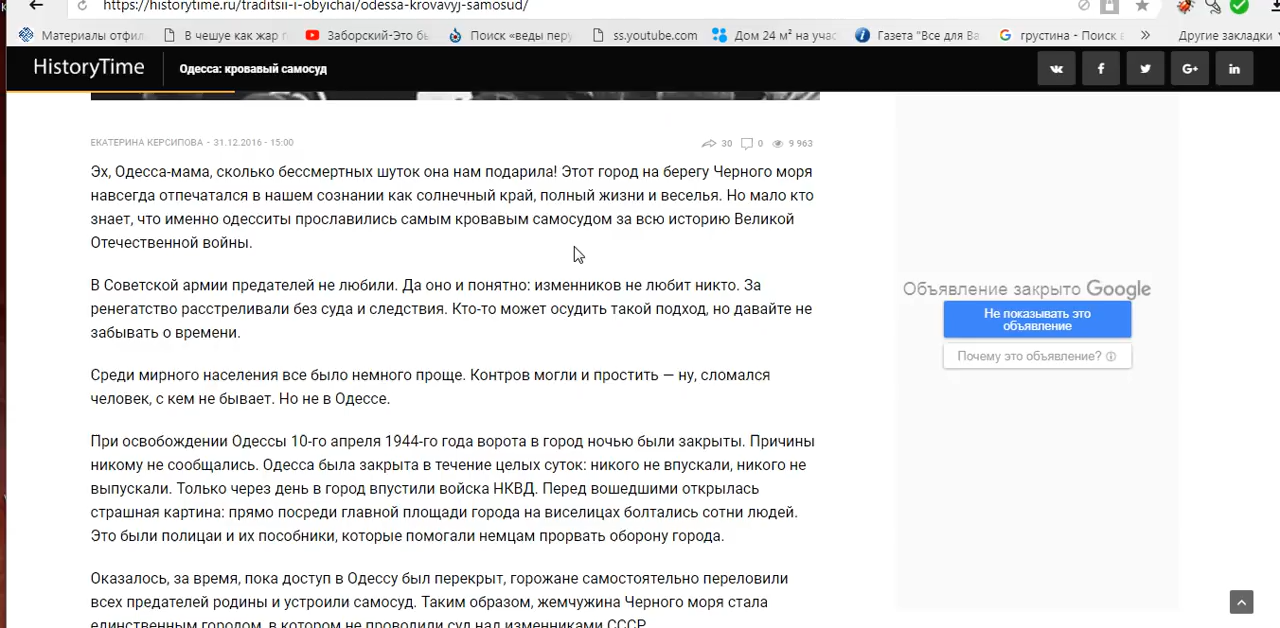 https://historytime.ru/traditsii-i-obyichai/odessa-krovavyj-samosud/
Материалы отфил
В чешуе как жар г
Заборский-Это бы
Поиск «веды перу
ss.youtube.com
Дом 24 м² на учас
Газета "Все для Ва
грустина - Поиск в
»
Другие закладки
HistoryTime
Одесса: кровавый самосуд
ЕКАТЕРИНА КЕРСИПОВА - 31.12.2016 - 15:00
30 0 9 963
Эх, Одесса-мама, сколько бессмертных шуток она нам подарила! Этот город на берегу Черного моря
навсегда отпечатался в нашем сознании как солнечный край, полный жизни и веселья. Но мало кто
знает, что именно одесситы прославились самым кровавым самосудом за всю историю Великой
Отечественной войны.
В Советской армии предателей не любили. Да оно и понятно: изменников не любит никто. За
ренегатство расстреливали без суда и следствия. Кто-то может осудить такой подход, но давайте не
забывать о времени.
Среди мирного населения все было немного проще. Контров могли и простить — ну, сломался
человек, с кем не бывает. Но не в Одессе.
При освобождении Одессы 10-го апреля 1944-го года ворота в город ночью были закрыты. Причины
никому не сообщались. Одесса была закрыта в течение целых суток: никого не впускали, никого не
выпускали. Только через день в город впустили войска НКВД. Перед вошедшими открылась
страшная картина: прямо посреди главной площади города на виселицах болтались сотни людей.
Это были полицаи и их пособники, которые помогали немцам прорвать оборону города.
Оказалось, за время, пока доступ в Одессу был перекрыт, горожане самостоятельно переловили
всех предателей родины и устроили самосуд. Таким образом, жемчужина Черного моря стала
единственным городом, в котором не проводили суд над изменниками СССР.
Объявление закрыто Google
Не показывать это
объявление
Почему это объявление?